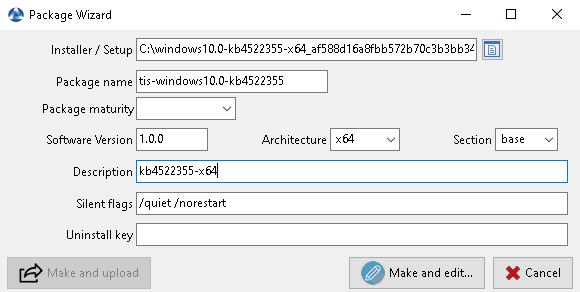 Package Wizard
Installer / Setup C:\windows10.0-kb4522355-x64_af588d16a8fbb572b70c3b3bb34
Package name tis-windows10.0-kb4522355
Package maturity
Software Version 1.0.0 Architecture x64 Section base
Description kb4522355-x64
Silent flags /quiet /norestart
Uninstall key
Make and upload Make and edit... Cancel